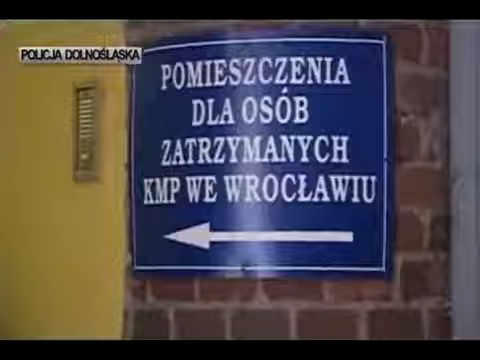 POLICJA DOLNOŚLĄSKA
POMIESZCZENIA
DLA OSÓB
ZATRZYMANYCH
KMP WE WROCŁAWIU